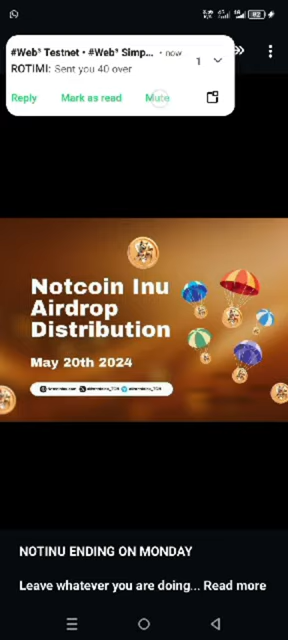 #Web³ Testnet • #Web³ Simp... • now
1
ROTIMI: Sent you 40 over
Reply Mark as read Mute
Notcoin Inu
Airdrop
Distribution
May 20th 2024
NOTINU ENDING ON MONDAY
Leave whatever you are doing... Read more